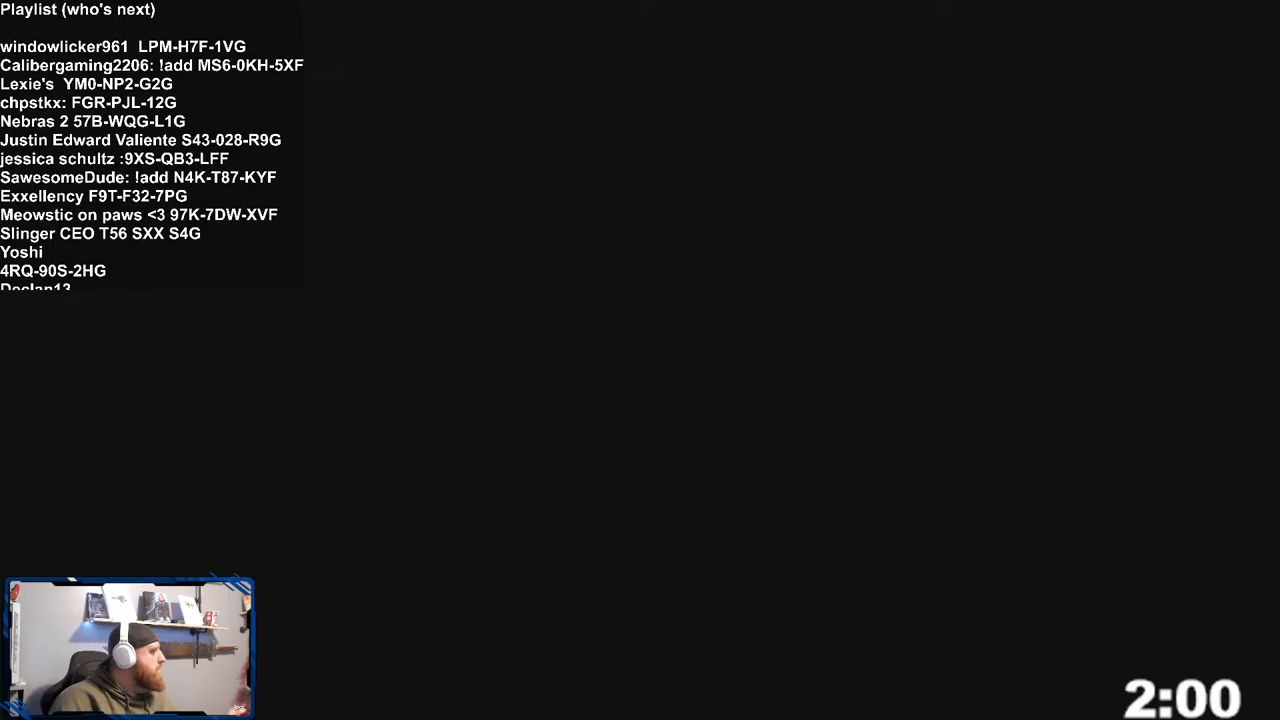 Playlist (who's next)
windowlicker961  LPM-H7F-1VG
Calibergaming2206: !add MS6-0KH-5XF
Lexie's  YM0-NP2-G2G
chpstkx: FGR-PJL-12G
Nebras 2 57B-WQG-L1G
Justin Edward Valiente S43-028-R9G
jessica schultz :9XS-QB3-LFF
SawesomeDude: !add N4K-T87-KYF
Exxellency F9T-F32-7PG
Meowstic on paws <3 97K-7DW-XVF
Slinger CEO T56 SXX S4G
Yoshi
4RQ-90S-2HG
Declan13
2:00